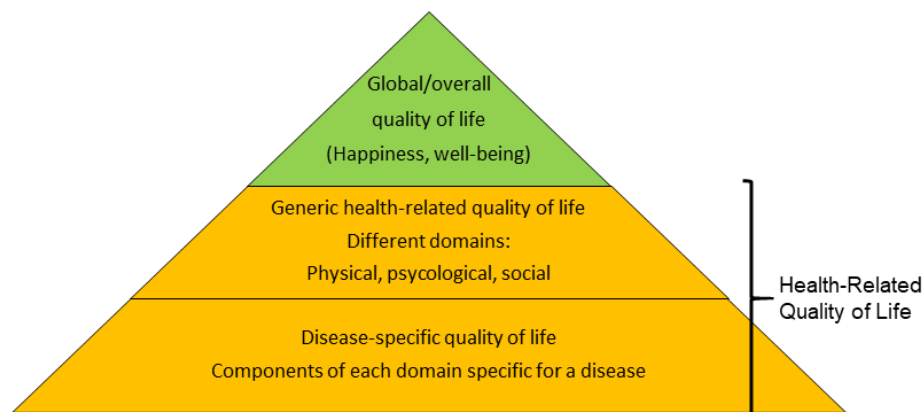 Global/overall
quality of life
(Happiness, well-being)
Generic health-related quality of life
Different domains:
Physical, psycological, social
Health-Related
Quality of Life
Disease-specific quality of life
Components of each domain specific for a disease